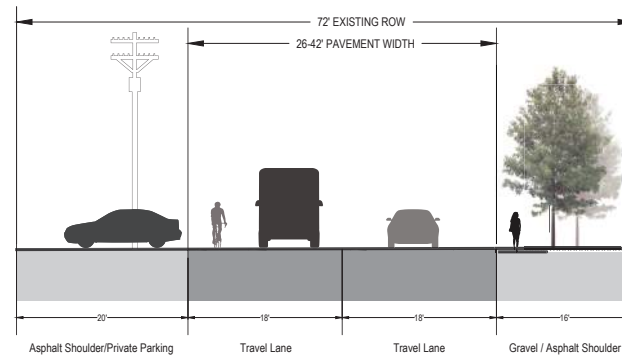 72' EXISTING ROW
26-42' PAVEMENT WIDTH
20' 18' 18' 16'
Asphalt Shoulder/Private Parking Travel Lane Travel Lane Gravel / Asphalt Shoulder